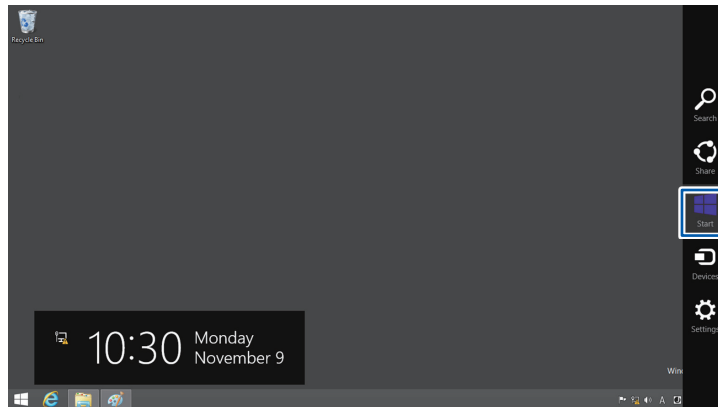 Recycle Bin
Search
Share
Start
Devices
Settings
10:30
Monday
November 9
Win
A